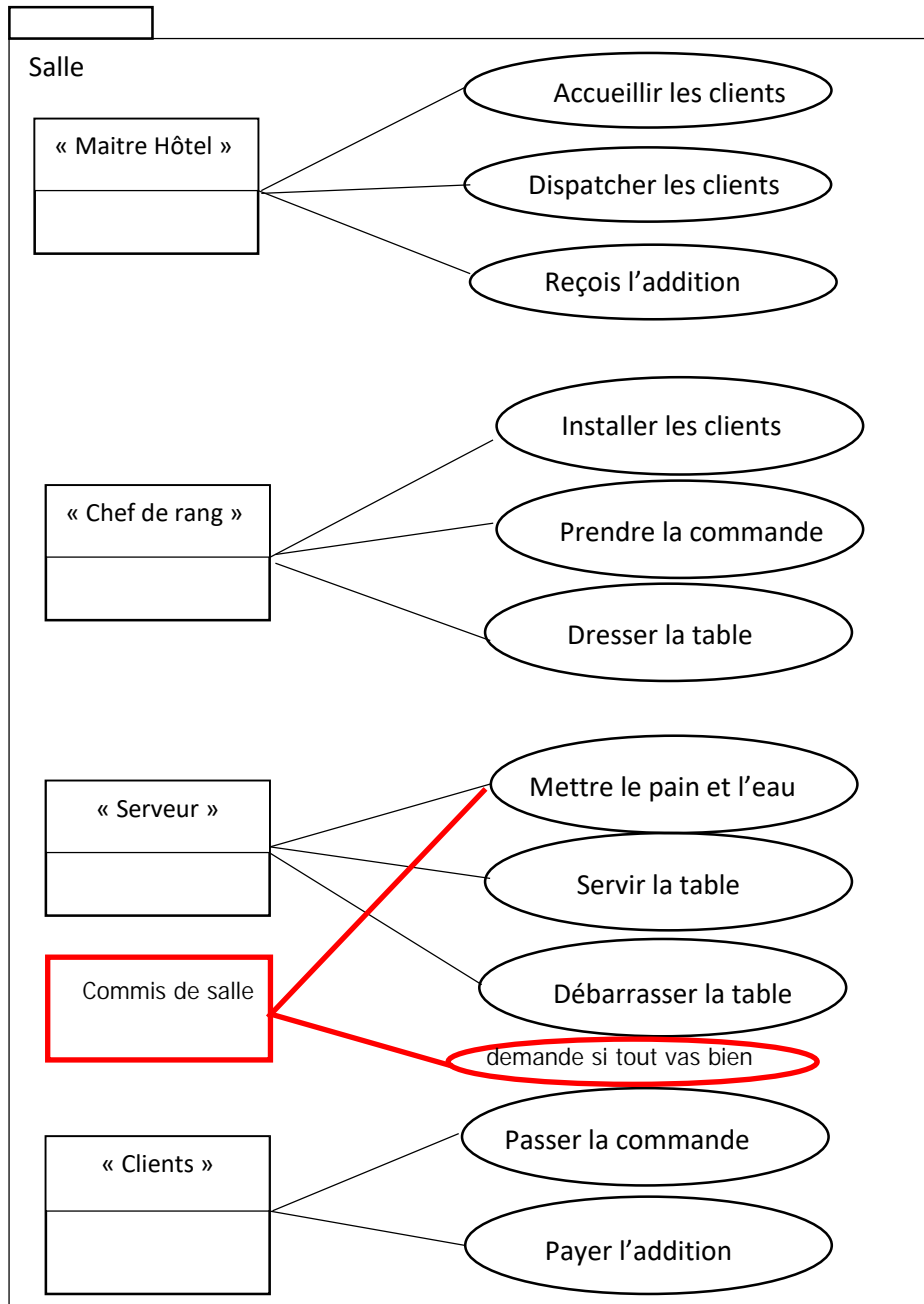 Salle
Accueillir les clients
« Maitre Hôtel »
Dispatcher les clients
Reçois l’addition
Installer les clients
« Chef de rang »
Prendre la commande
Dresser la table
Mettre le pain et l’eau
« Serveur »
Servir la table
Commis de salle
Débarrasser la table
demande si tout vas bien
Passer la commande
« Clients »
Payer l’addition